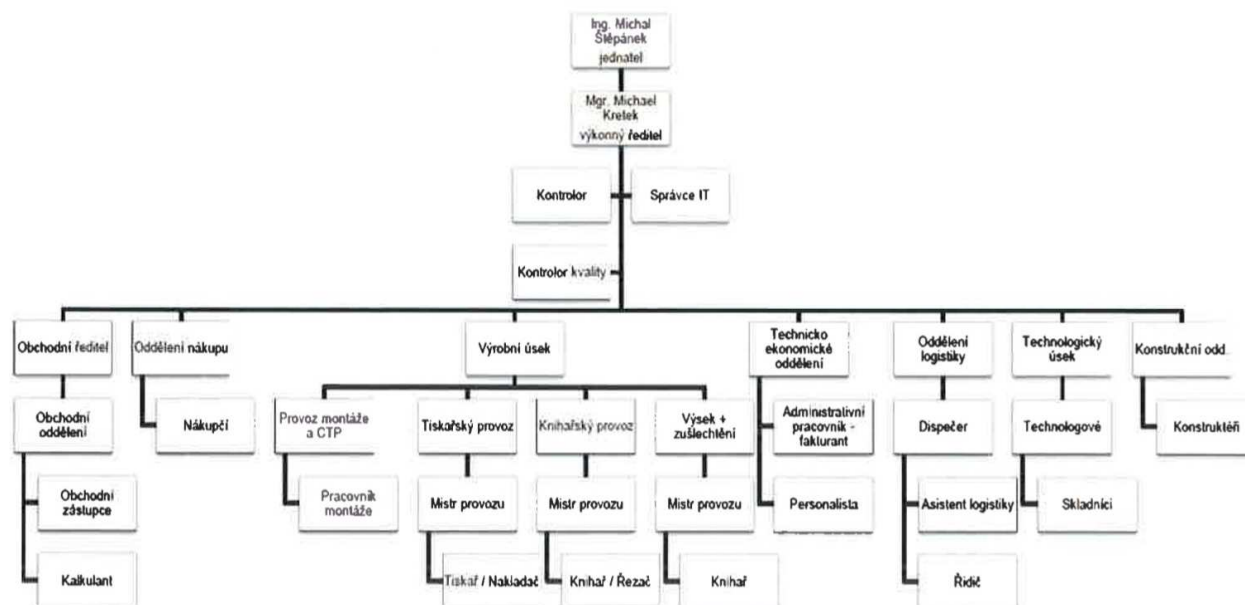 Ing. Michal
Štěpánek
jednatel
Mgr. Michael
Kretek
výkonný ředitel
Kontrolor
Správce IT
Kontrolor kvality
Obchodní ředitel
Oddělení nákupu
Výrobní úsek
Technicko
ekonomické
oddělení
Oddělení
logistiky
Technologický
úsek
Konstrukční odd.
Obchodní
oddělení
Nákupčí
Provoz montáže
a CTP
Tiskařský provoz
Knihařský provoz
Výsek +
zušlechtění
Administrativní
pracovník -
fakturant
Dispečer
Technologové
Konstruktéři
Obchodní
zástupce
Pracovník
montáže
Mistr provozu
Mistr provozu
Mistr provozu
Personalista
Asistent logistiky
Skladníci
Kalkulant
Tiskař / Nakladač
Knihař / Řezač
Knihař
Řidič